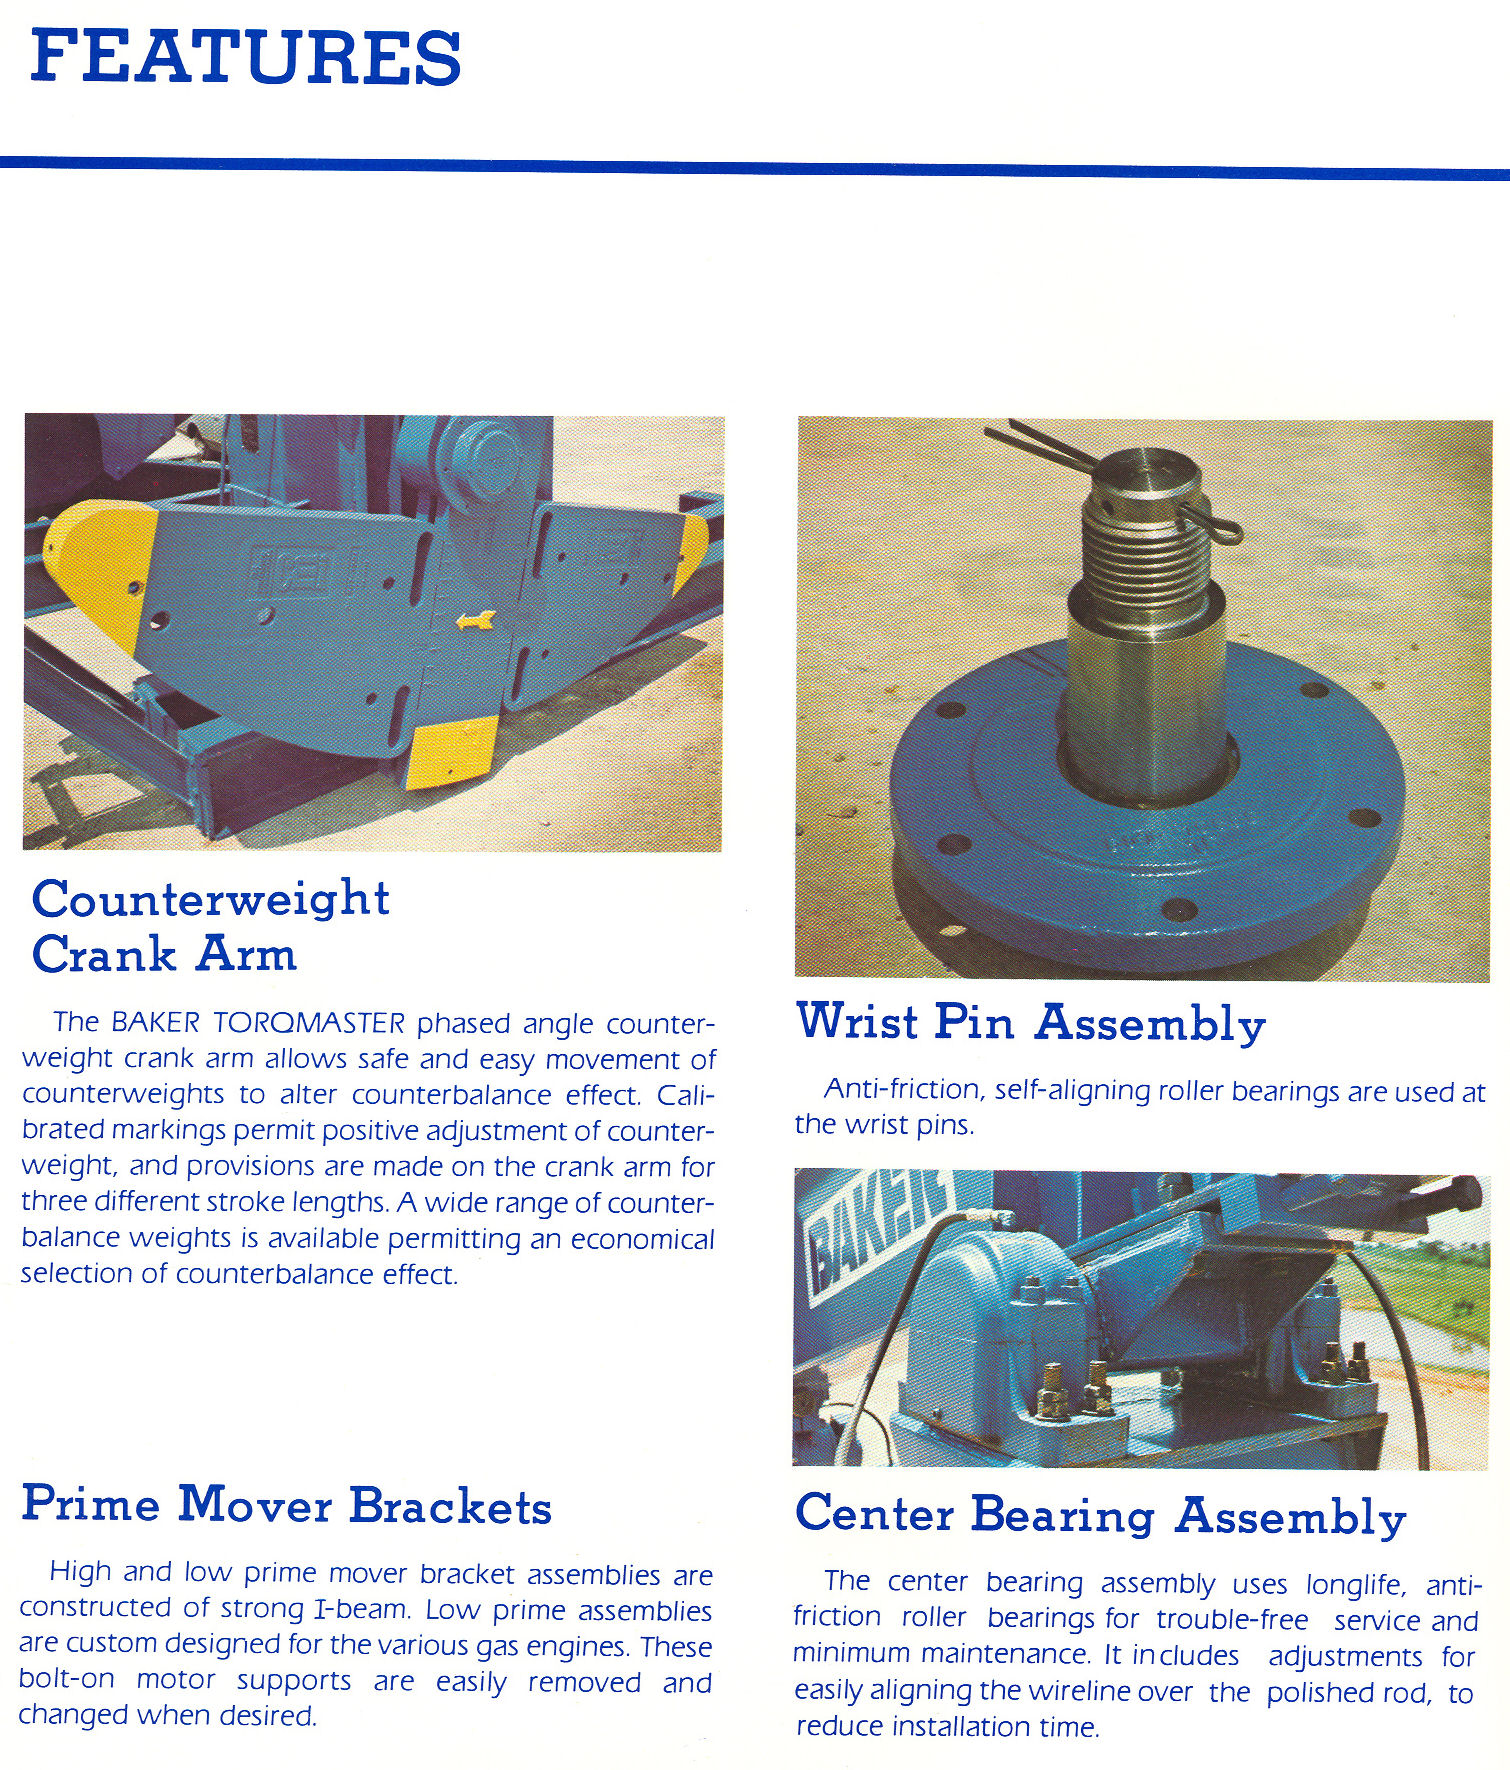 FEATURES
Counterweight
Crank Arm
The BAKER TORQMASTER phased angle counter-
weight crank arm allows safe and easy movement of
counterweights to alter counterbalance effect. Cali-
brated markings permit positive adjustment of counter-
weight, and provisions are made on the crank arm for
three different stroke lengths. A wide range of counter-
balance weights is available permitting an economical
selection of counterbalance effect.
Prime Mover Brackets
High and low prime mover bracket assemblies are
constructed of strong I-beam. Low prime assemblies
are custom designed for the various gas engines. These
bolt-on motor supports are easily removed and
changed when desired.
Wrist Pin Assembly
Anti-friction, self-aligning roller bearings are used at
the wrist pins.
BAKER
Center Bearing Assembly
The center bearing assembly uses longlife, anti-
friction roller bearings for trouble-free service and
minimum maintenance. It includes adjustments for
easily aligning the wireline over the polished rod, to
reduce installation time.